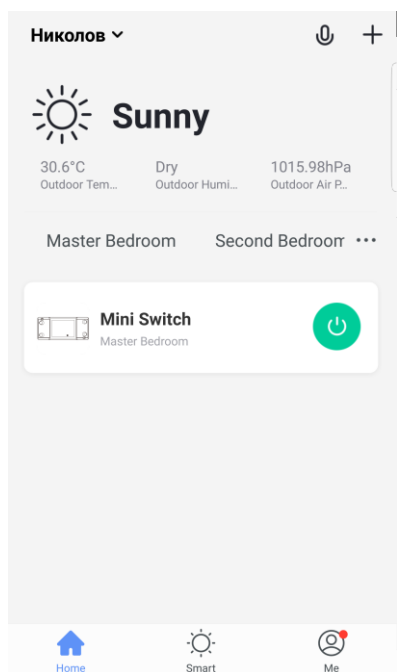 Николов
Sunny
30.6°C Dry 1015.98hPa
Outdoor Tem... Outdoor Humi... Outdoor Air P...
Master Bedroom Second Bedroom
Mini Switch
Master Bedroom
Home Smart Me